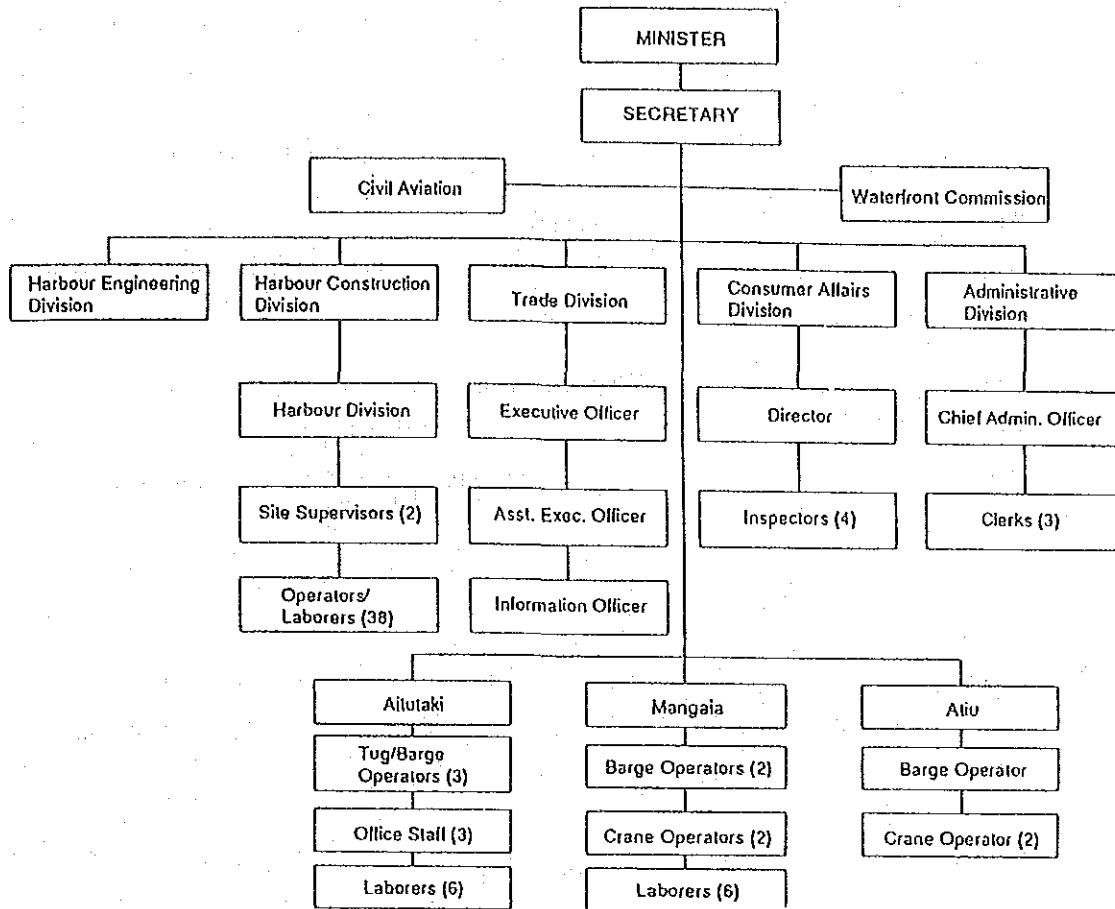 MINISTER
SECRETARY
Civil Aviation
Waterfront Commission
Harbour Engineering
Division
Harbour Construction
Division
Trade Division
Consumer Affairs
Division
Administrative
Division
Harbour Division
Executive Officer
Director
Chief Admin. Officer
Site Supervisors (2)
Asst. Exec. Officer
Inspectors (4)
Clerks (3)
Operators/
Laborers (38)
Information Officer
Aitutaki
Mangaia
Atiu
Tug/Barge
Operators (3)
Barge Operators (2)
Barge Operator
Office Staff (3)
Crane Operators (2)
Crane Operator (2)
Laborers (6)
Laborers (6)